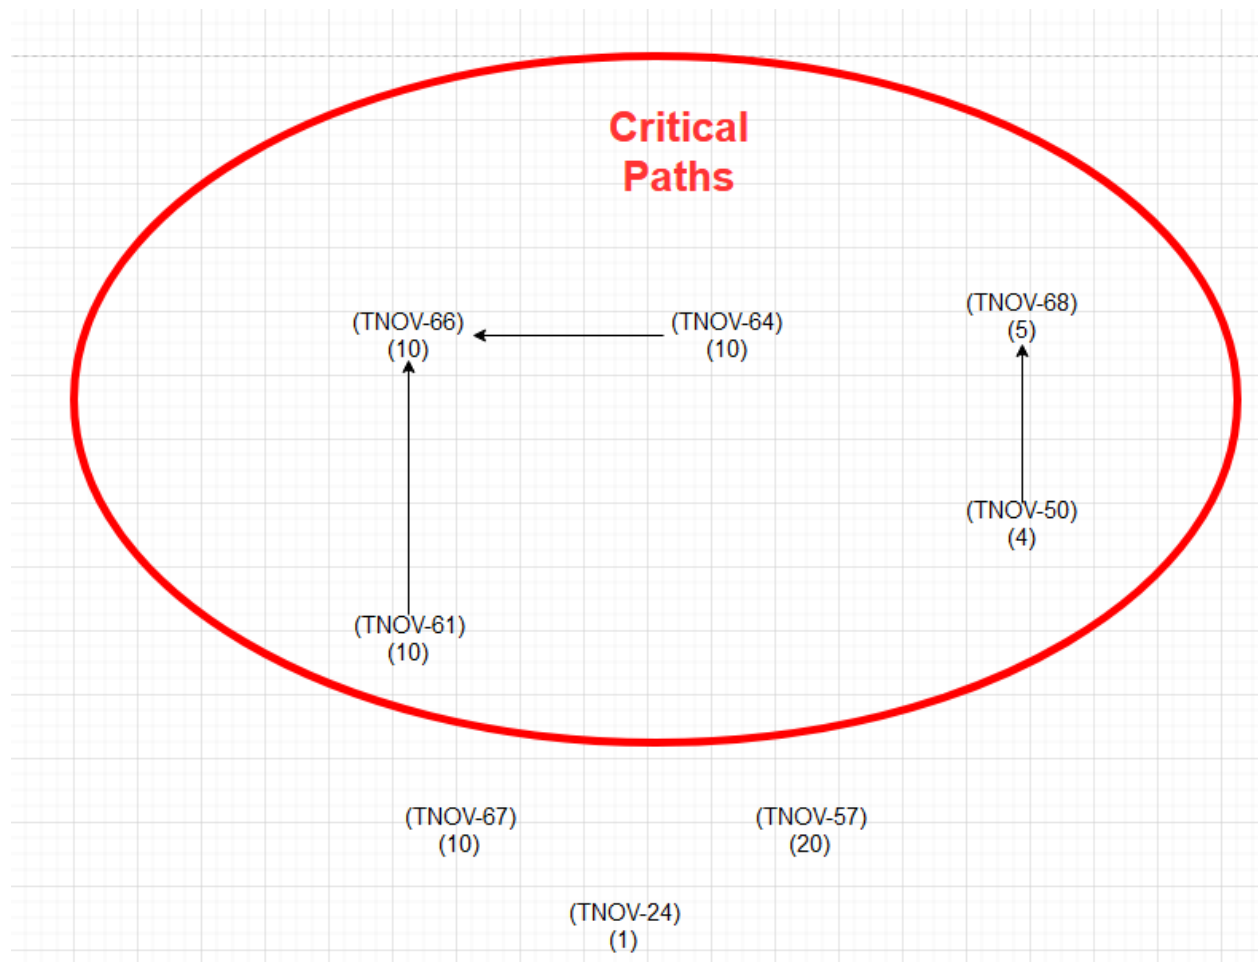 Critical
Paths
(TNOV-66)
(10)
(TNOV-64)
(10)
(TNOV-68)
(5)
(TNOV-50)
(4)
(TNOV-61)
(10)
(TNOV-67)
(10)
(TNOV-57)
(20)
(TNOV-24)
(1)